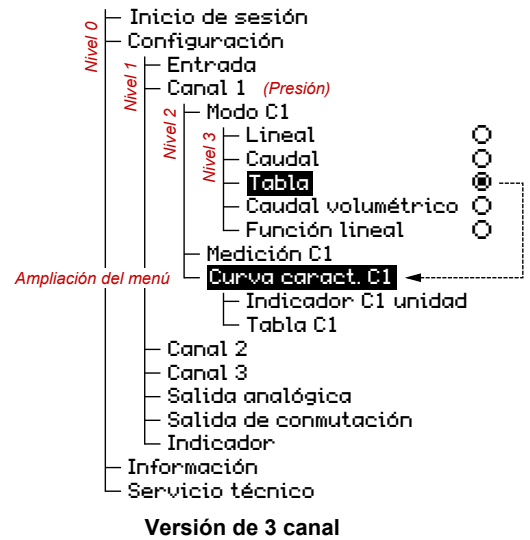 Nivel 0
Inicio de sesión
Configuración
Nivel 1
Entrada
Canal 1 (Presión)
Nivel 2
Modo C1
Nivel 3
Lineal
Caudal
Tabla
Caudal volumétrico
Función lineal
Medición C1
Ampliación del menú Curva caract. C1
Indicador C1 unidad
Tabla C1
Canal 2
Canal 3
Salida analógica
Salida de conmutación
Indicador
Información
Servicio técnico
Versión de 3 canal